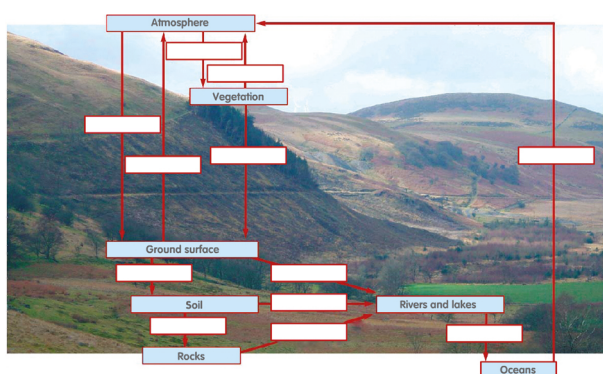 Atmosphere
Vegetation
Ground surface
Soil
Rivers and lakes
Rocks
Oceans